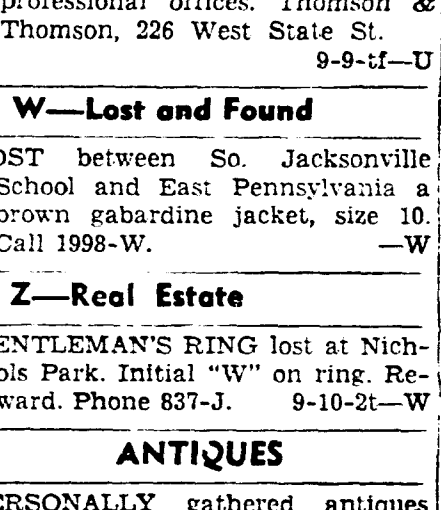 professional offices. Thomson &
Thomson, 226 West State St.
9-9-tf—U
W—Lost and Found
OST between So. Jacksonville
School and East Pennsylvania a
brown gabardine jacket, size 10.
Call 1998-W. —W
Z—Real Estate
ENTLEMAN'S RING lost at Nich-
ols Park. Initial "W" on ring. Re-
ward. Phone 837-J. 9-10-2t—W
ANTIQUES
ERSONALLY gathered antiques